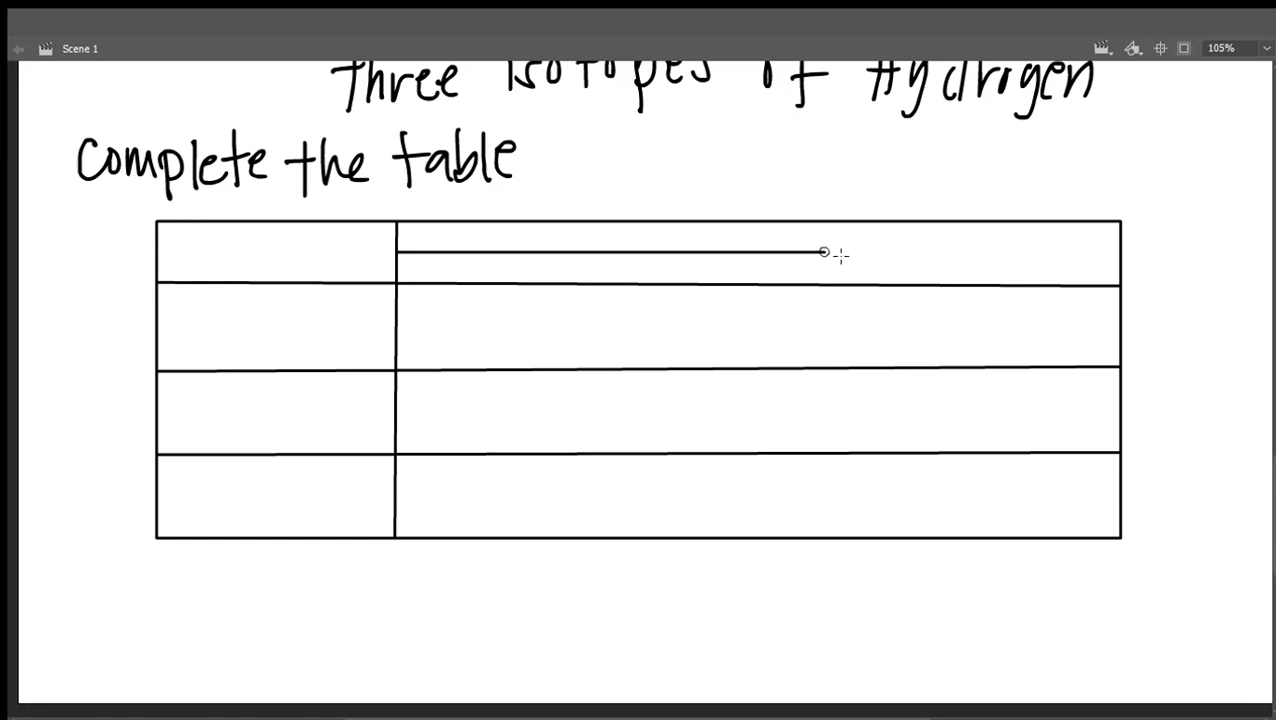 Scene 1
105%
three isotopes of Hydrogen
Complete the table